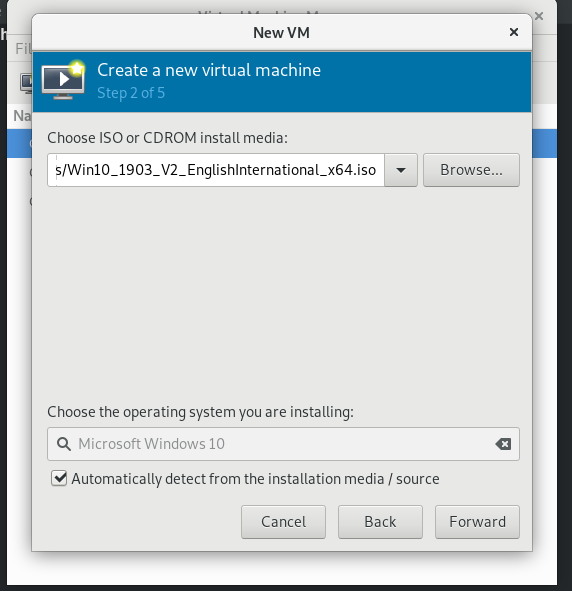 New VM
Create a new virtual machine
Step 2 of 5
Choose ISO or CDROM install media:
s/Win10_1903_V2_EnglishInternational_x64.iso
Browse...
Choose the operating system you are installing:
Microsoft Windows 10
Automatically detect from the installation media / source
Cancel Back Forward